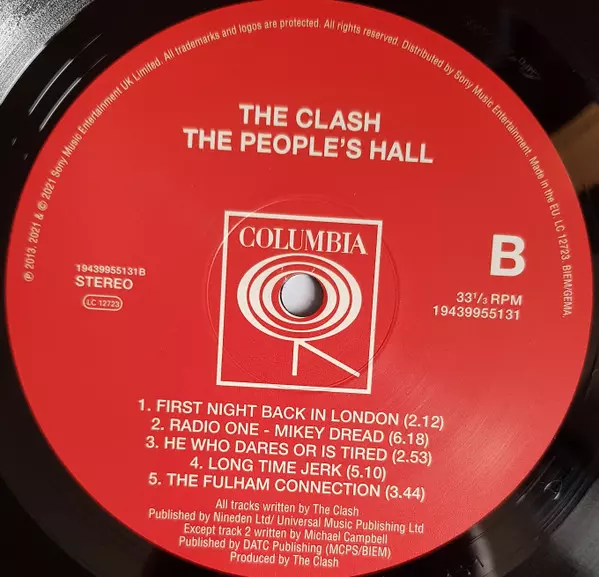 ℗ 2013, 2021 & © 2021 Sony Music Entertainment UK Limited. All trademarks and logos are protected. All rights reserved. Distributed by Sony Music Entertainment. Made in the EU. LC 12723. BIEM/GEMA.
THE CLASH
THE PEOPLE'S HALL
COLUMBIA
B
19439955131B
STEREO
LC 12723
33 1/3 RPM
19439955131
1. FIRST NIGHT BACK IN LONDON (2.12)
2. RADIO ONE - MIKEY DREAD (6.18)
3. HE WHO DARES OR IS TIRED (2.53)
4. LONG TIME JERK (5.10)
5. THE FULHAM CONNECTION (3.44)
All tracks written by The Clash
Published by Nineden Ltd/ Universal Music Publishing Ltd
Except track 2 written by Michael Campbell
Published by DATC Publishing (MCPS/BIEM)
Produced by The Clash